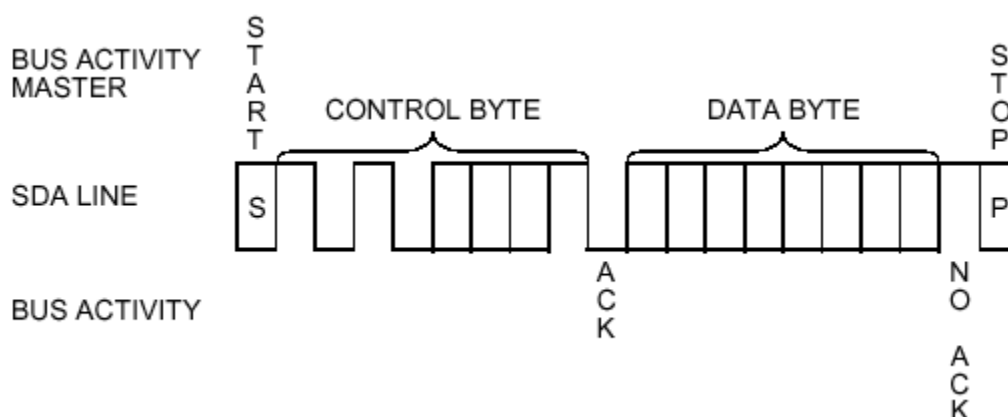 START
BUS ACTIVITY
MASTER
STOP
CONTROL BYTE
DATA BYTE
SDA LINE
S
P
ACK
NO ACK
BUS ACTIVITY